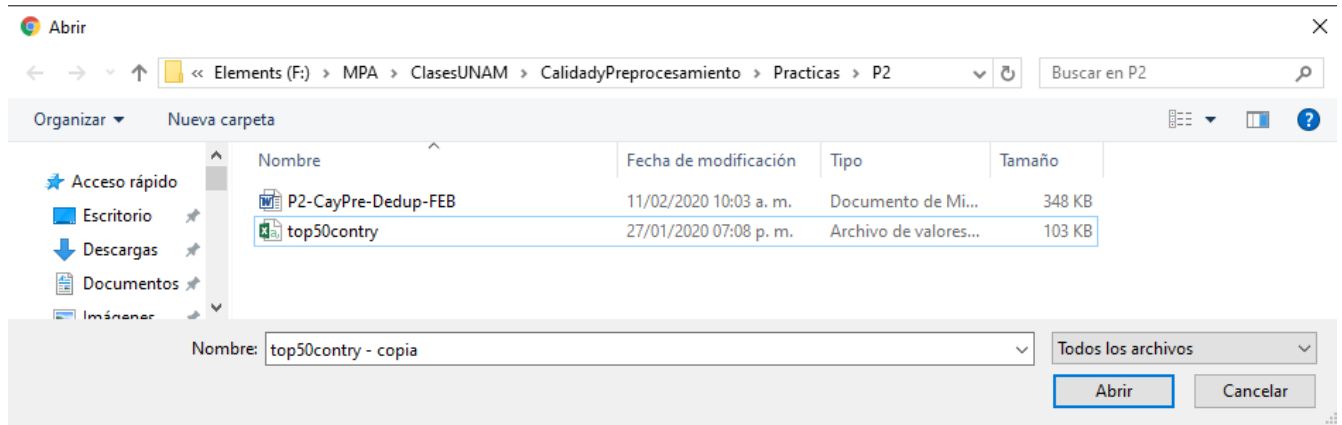 Abrir
« Elements (F:) › MPA › ClasesUNAM › CalidadyPreprocesamiento › Practicas › P2 Buscar en P2
Organizar Nueva carpeta ?
Nombre Fecha de modificación Tipo Tamaño
Acceso rápido
Escritorio
Descargas
Documentos
Imágenes
P2-CayPre-Dedup-FEB 11/02/2020 10:03 a. m. Documento de Mi... 348 KB
top50contry 27/01/2020 07:08 p. m. Archivo de valores... 103 KB
Nombre: top50contry - copia Todos los archivos
Abrir Cancelar